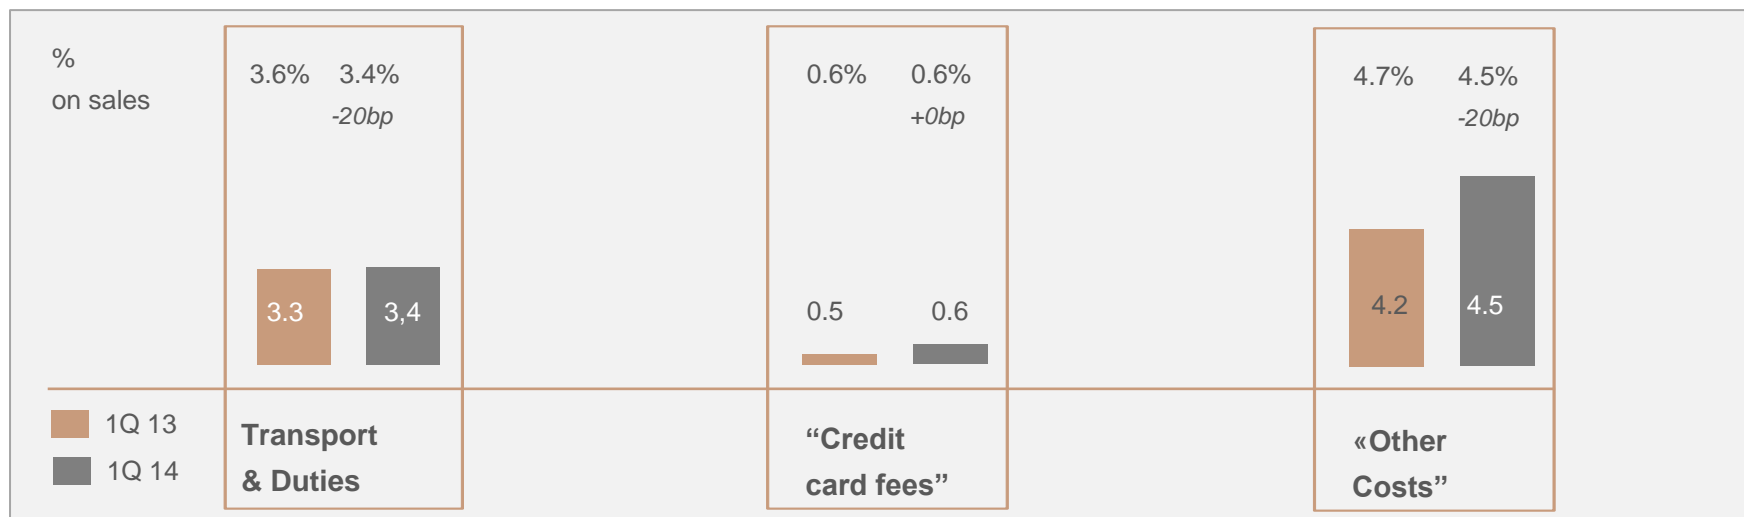 %
on sales
3.6% 3.4%
-20bp
0.6% 0.6%
+0bp
4.7% 4.5%
-20bp
3.3 3,4
0.5 0.6
4.2 4.5
1Q 13
1Q 14
Transport
& Duties
“Credit
card fees”
«Other
Costs”